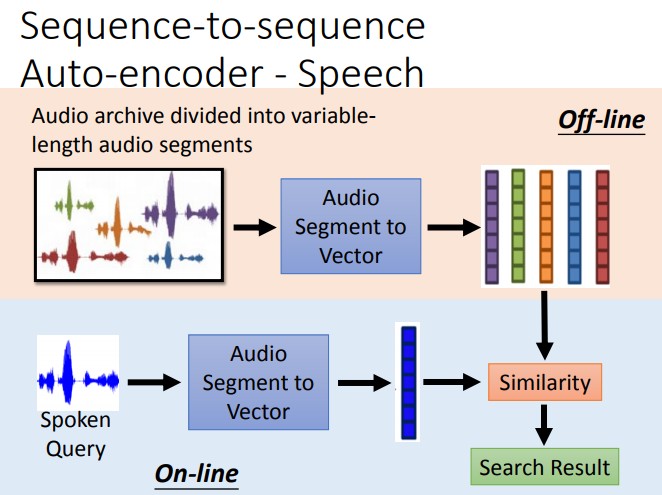 Sequence-to-sequence
Auto-encoder - Speech
Audio archive divided into variable-
length audio segments
Off-line
Audio
Segment to
Vector
Audio
Segment to
Vector
Similarity
Spoken
Query
On-line
Search Result